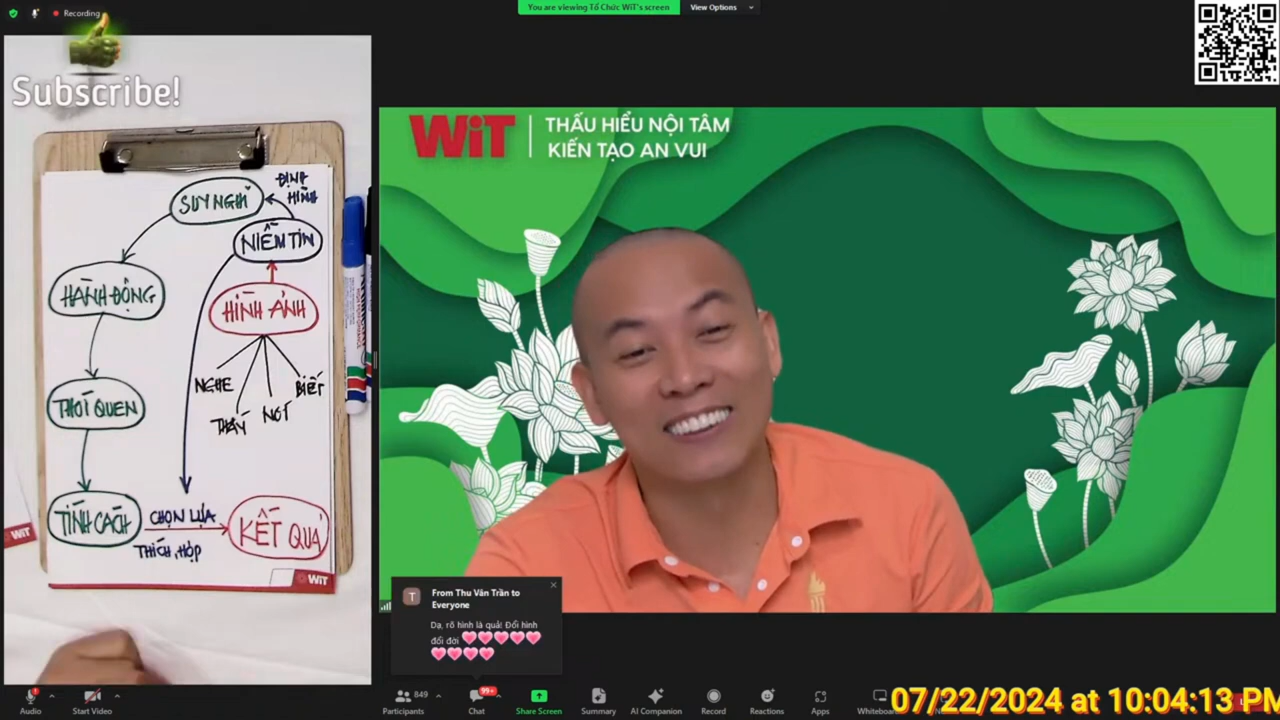 Recording
You are viewing Tổ Chức WiT's screen
View Options
Subscribe!
WiT
THẤU HIỂU NỘI TÂM
KIẾN TẠO AN VUI
ĐỊNH
HÌNH
SUY NGHĨ
NIỀM TIN
HÀNH ĐỘNG
HÌNH ẢNH
NGHE
THẤY
NÓI
BIẾT
THÓI QUEN
TÍNH CÁCH
CHỌN LỰA
THÍCH, HỢP
KẾT QUẢ
WiT
WiT
T
From Thu Vân Trần to
Everyone
Dạ, rõ hình là quả! Đổi hình
đổi đời
Audio
Start Video
Participants
849
Chat
99+
Share Screen
Summary
AI Companion
Record
Reactions
Apps
07/22/2024 at 10:04:13 PM